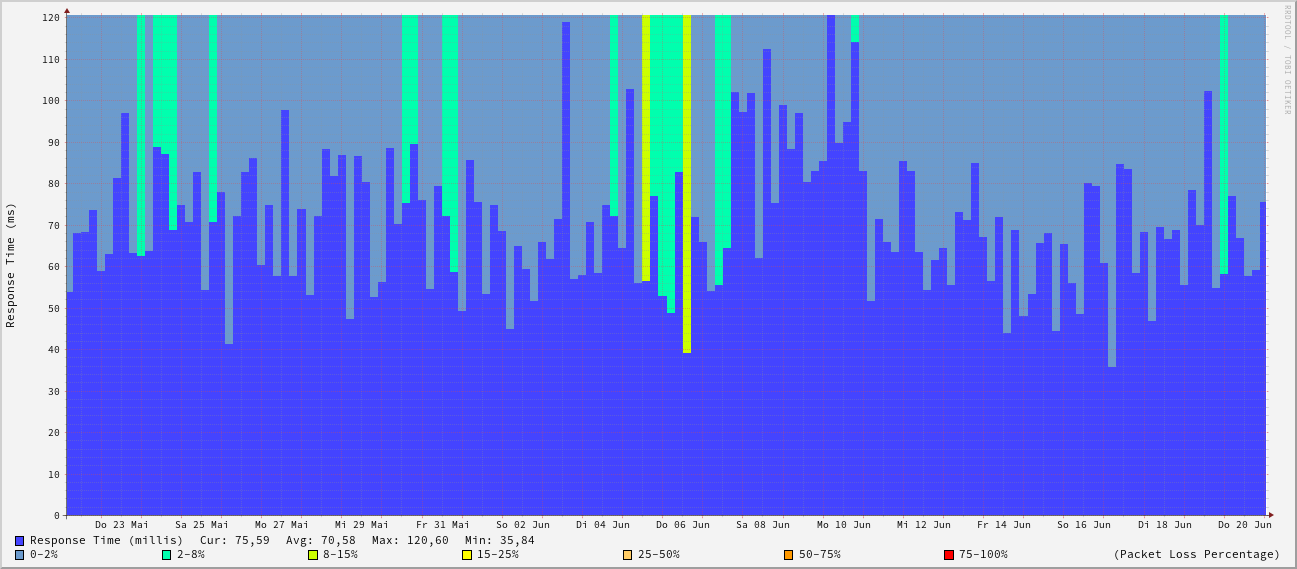 RRDTOOL / TOBI OETIKER
Response Time (ms)
120
110
100
90
80
70
60
50
40
30
20
10
0
Do 23 Mai Sa 25 Mai Mo 27 Mai Mi 29 Mai Fr 31 Mai So 02 Jun Di 04 Jun Do 06 Jun Sa 08 Jun Mo 10 Jun Mi 12 Jun Fr 14 Jun So 16 Jun Di 18 Jun Do 20 Jun
Response Time (millis) Cur: 75,59 Avg: 70,58 Max: 120,60 Min: 35,84
0-2% 2-8% 8-15% 15-25% 25-50% 50-75% 75-100% (Packet Loss Percentage)